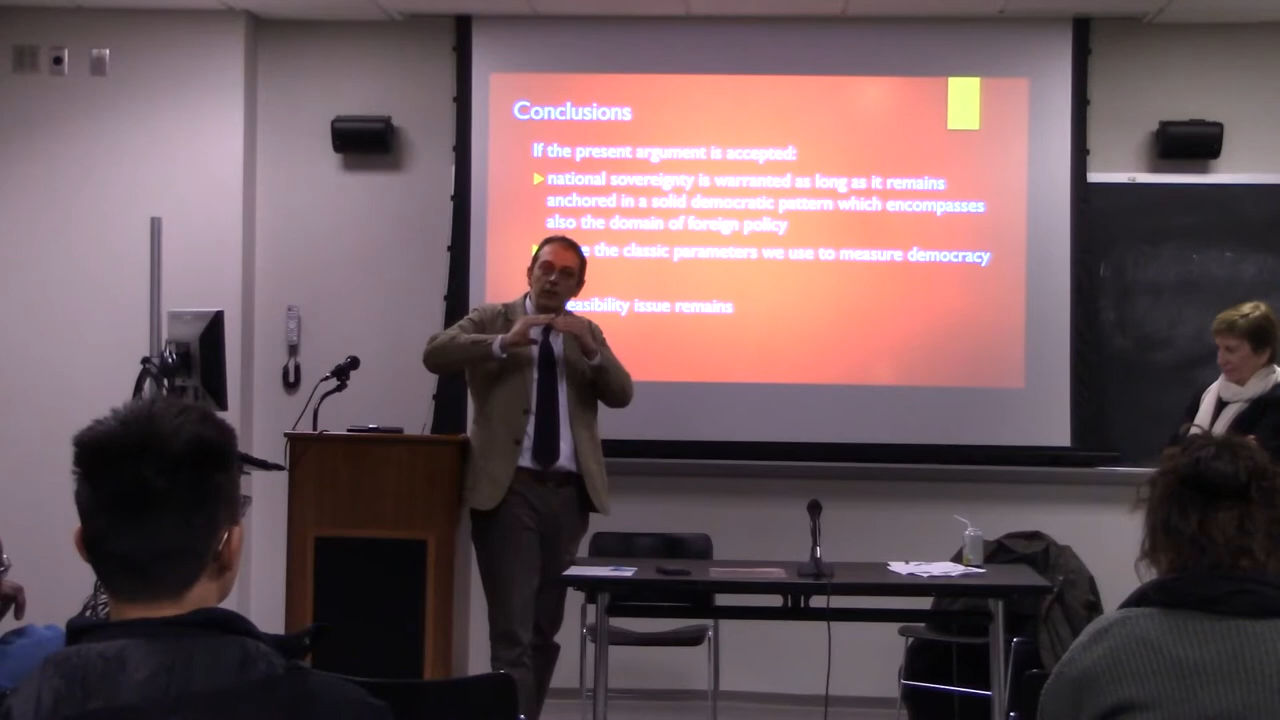 Conclusions
If the present argument is accepted:
national sovereignty is warranted as long as it remains
anchored in a solid democratic pattern which encompasses
also the domain of foreign policy
the classic parameters we use to measure democracy
issue remains